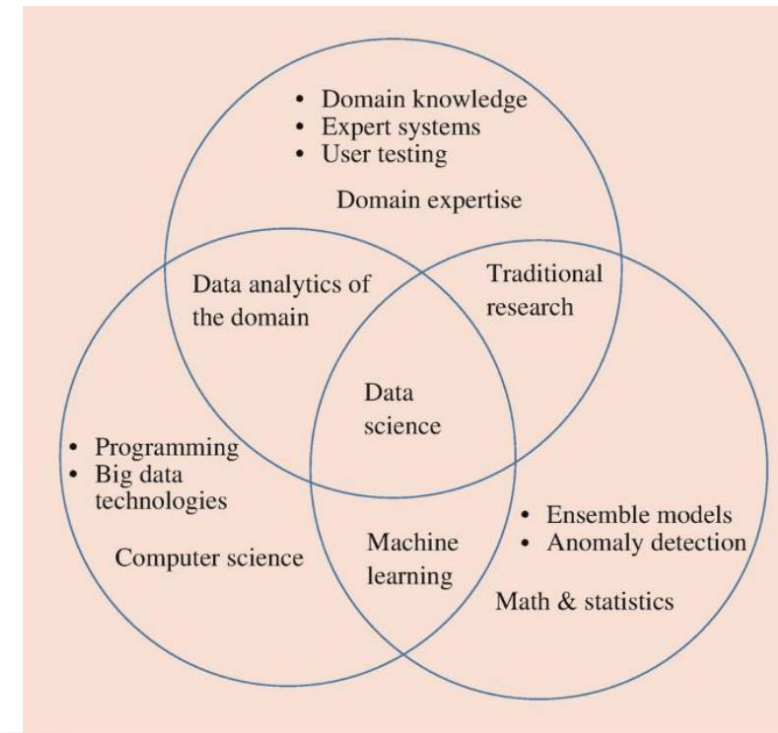 • Domain knowledge
• Expert systems
• User testing
Domain expertise
Data analytics of
the domain
Traditional
research
Data
science
• Programming
• Big data
technologies
Computer science
Machine
learning
• Ensemble models
• Anomaly detection
Math & statistics